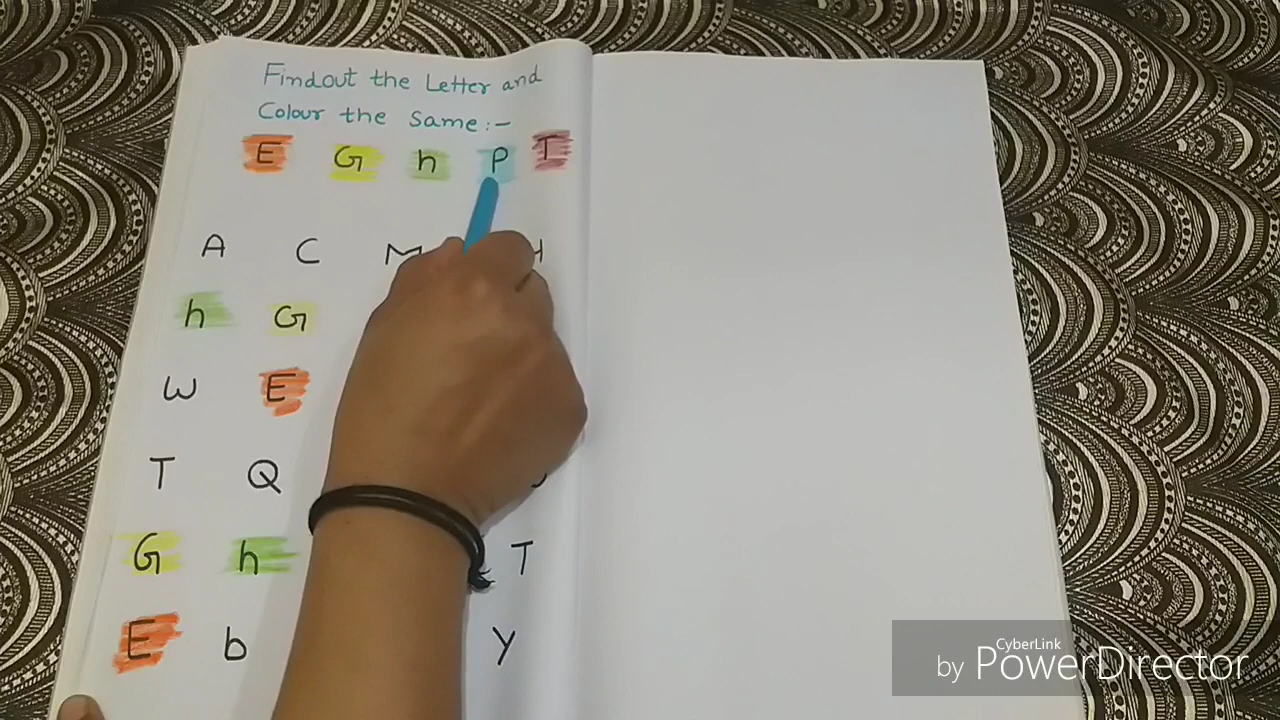 Findout the Letter and
Colour the same :-
E G h P I
A C M H
h G
W E
T Q
G h T
E b y
by CyberLink PowerDirector